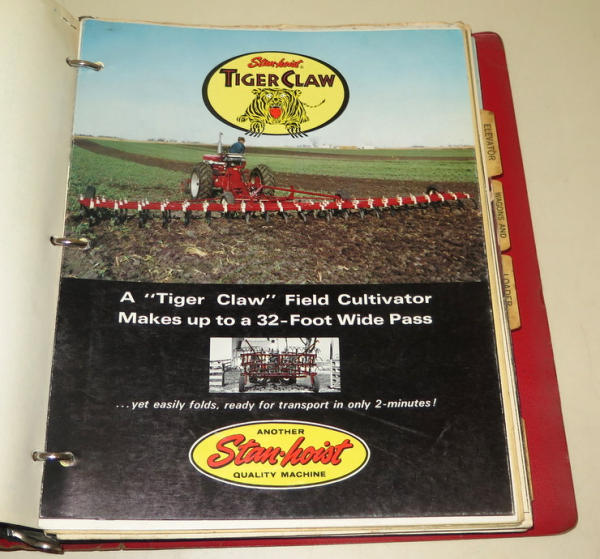 Stan-hoist®
TIGER CLAW
A "Tiger Claw" Field Cultivator
Makes up to a 32-Foot Wide Pass
...yet easily folds, ready for transport in only 2-minutes!
ANOTHER
Stan-hoist
QUALITY MACHINE
ELEVATOR
WAGONS AND
LOADER